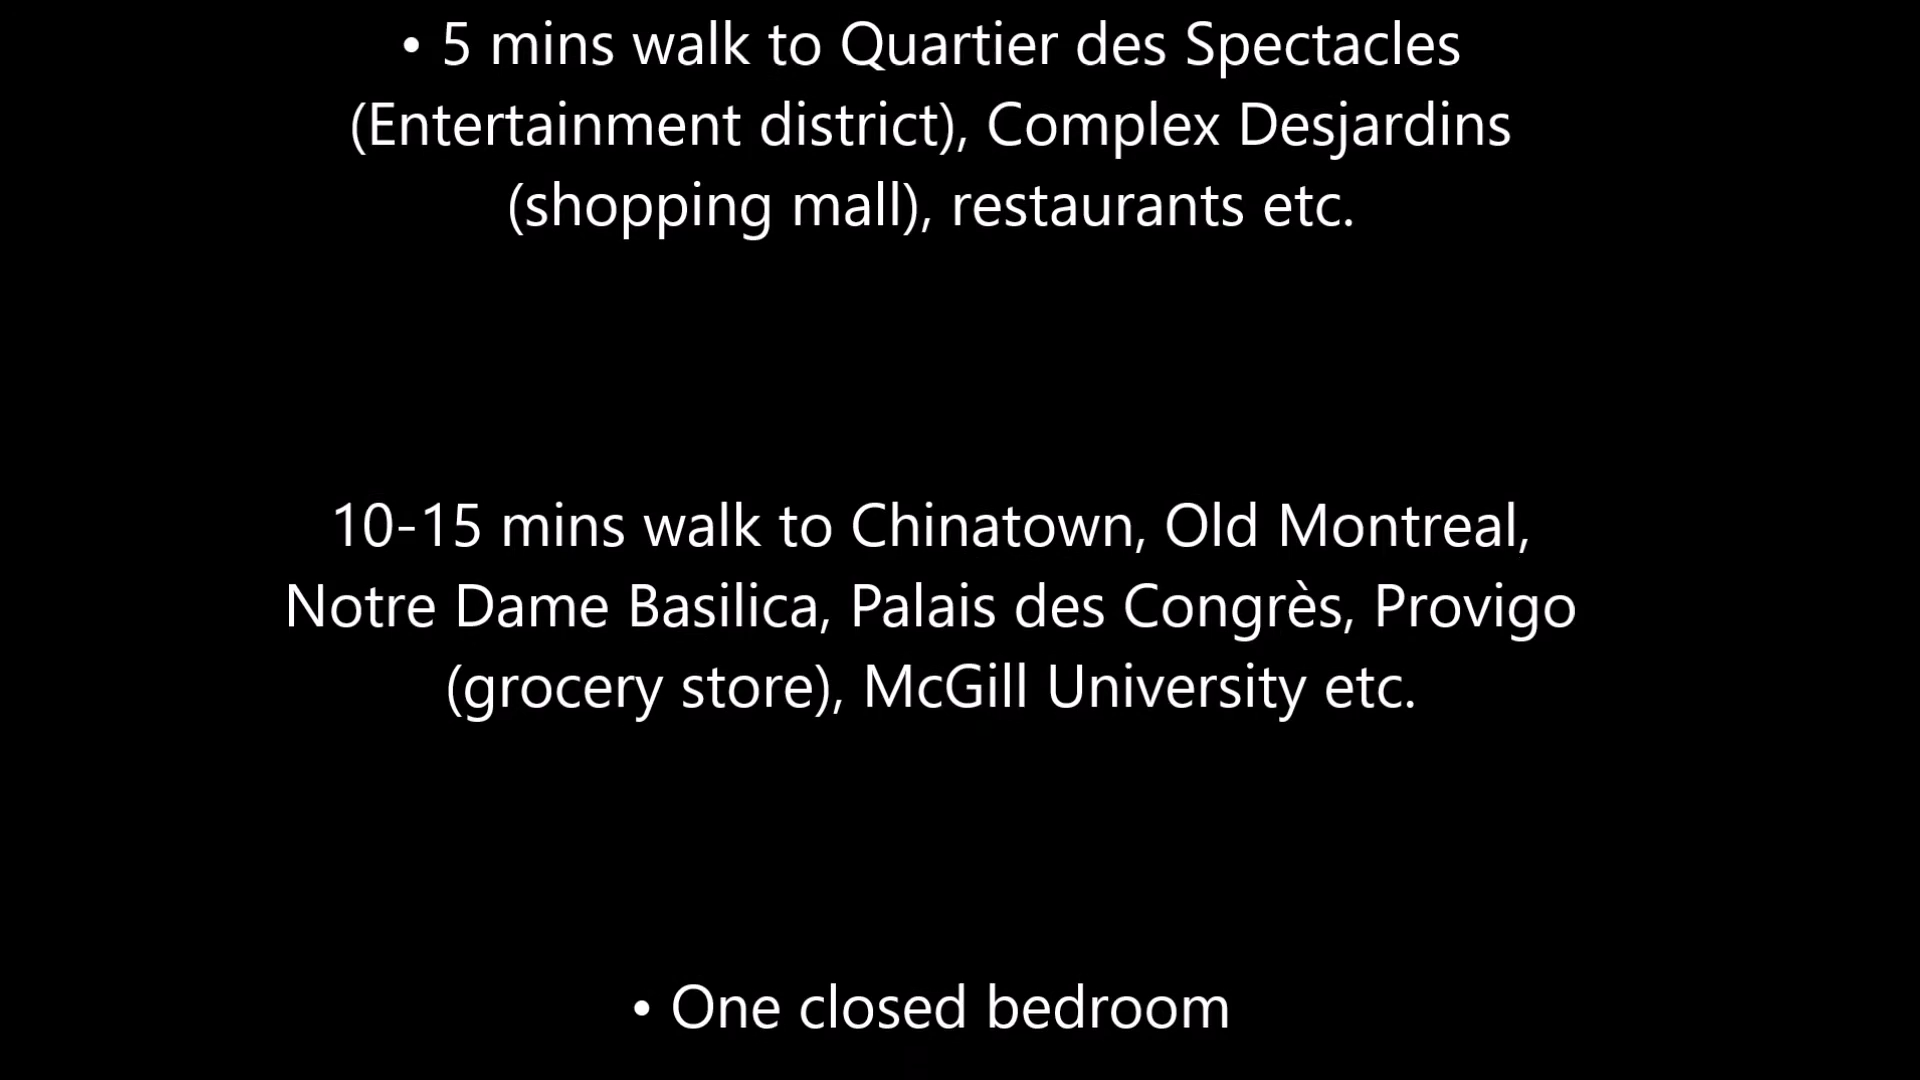 • 5 mins walk to Quartier des Spectacles
(Entertainment district), Complex Desjardins
(shopping mall), restaurants etc.
10-15 mins walk to Chinatown, Old Montreal,
Notre Dame Basilica, Palais des Congrès, Provigo
(grocery store), McGill University etc.
• One closed bedroom